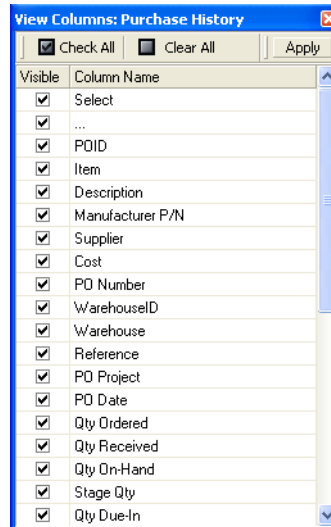 View Columns: Purchase History
Check All Clear All Apply
Visible Column Name
Select
...
POID
Item
Description
Manufacturer P/N
Supplier
Cost
PO Number
WarehouseID
Warehouse
Reference
PO Project
PO Date
Qty Ordered
Qty Received
Qty On-Hand
Stage Qty
Qty Due-In